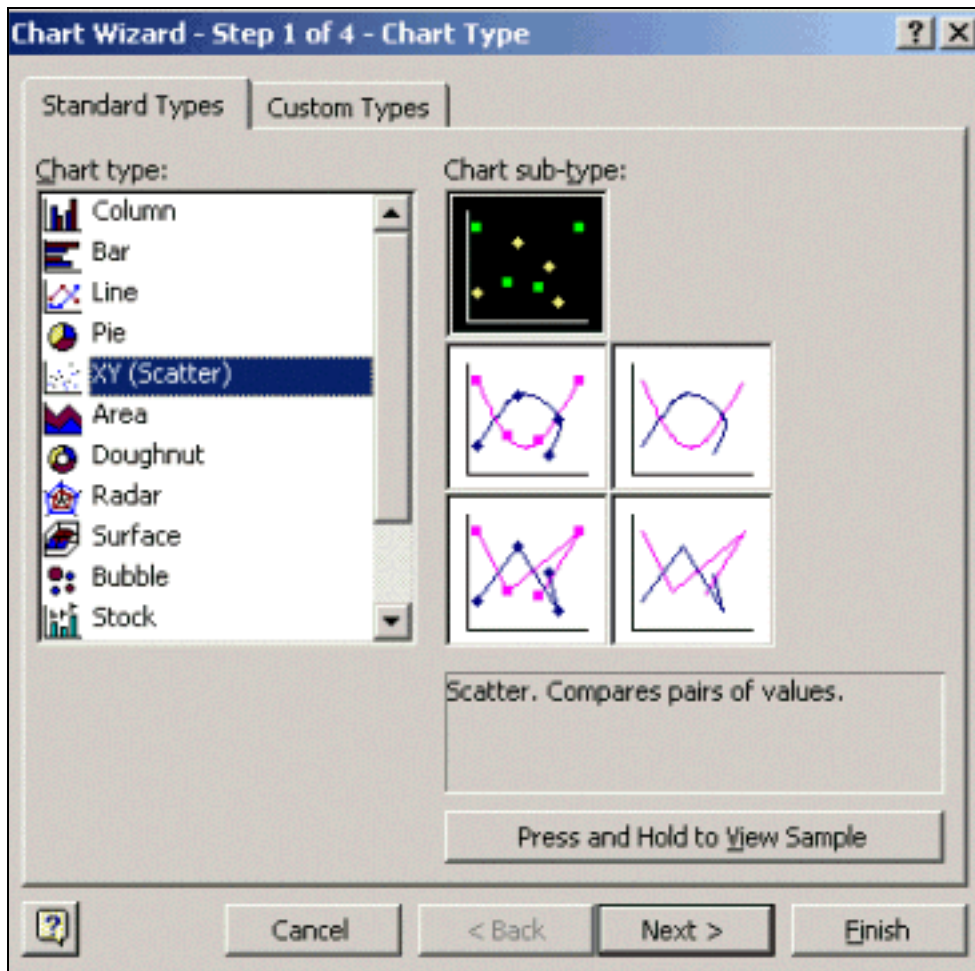 Chart Wizard - Step 1 of 4 - Chart Type
Standard Types
Custom Types
Chart type:
Column
Bar
Line
Pie
XY (Scatter)
Area
Doughnut
Radar
Surface
Bubble
Stock
Chart sub-type:
Scatter. Compares pairs of values.
Press and Hold to View Sample
Cancel
< Back
Next >
Finish